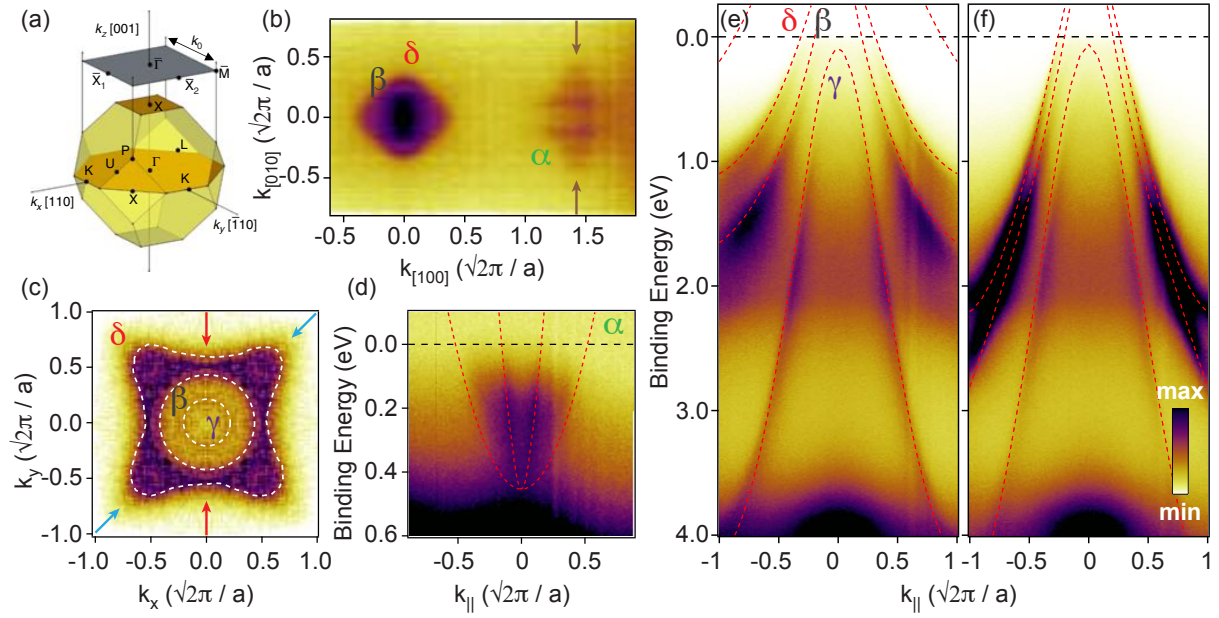 (a)
k_z [001]
k_0
Γ̅
M̅
X̅_1
X̅_2
X
L
P
Γ
U
K
K
X
k_x [110]
k_y [1̅10]
(b)
δ
β
α
k_[010] (√2π / a)
0.5
0.0
-0.5
-0.5
0.0
0.5
1.0
1.5
k_[100] (√2π / a)
(c)
δ
β
γ
k_y (√2π / a)
1.0
0.5
0.0
-0.5
-1.0
-1.0
-0.5
0.0
0.5
1.0
k_x (√2π / a)
(d)
α
Binding Energy (eV)
0.0
0.2
0.4
0.6
-0.5
0.0
0.5
k_|| (√2π / a)
(e)
δ
β
γ
Binding Energy (eV)
0.0
1.0
2.0
3.0
4.0
-1
-0.5
0
0.5
(f)
max
min
-1
-0.5
0
0.5
1
k_|| (√2π / a)